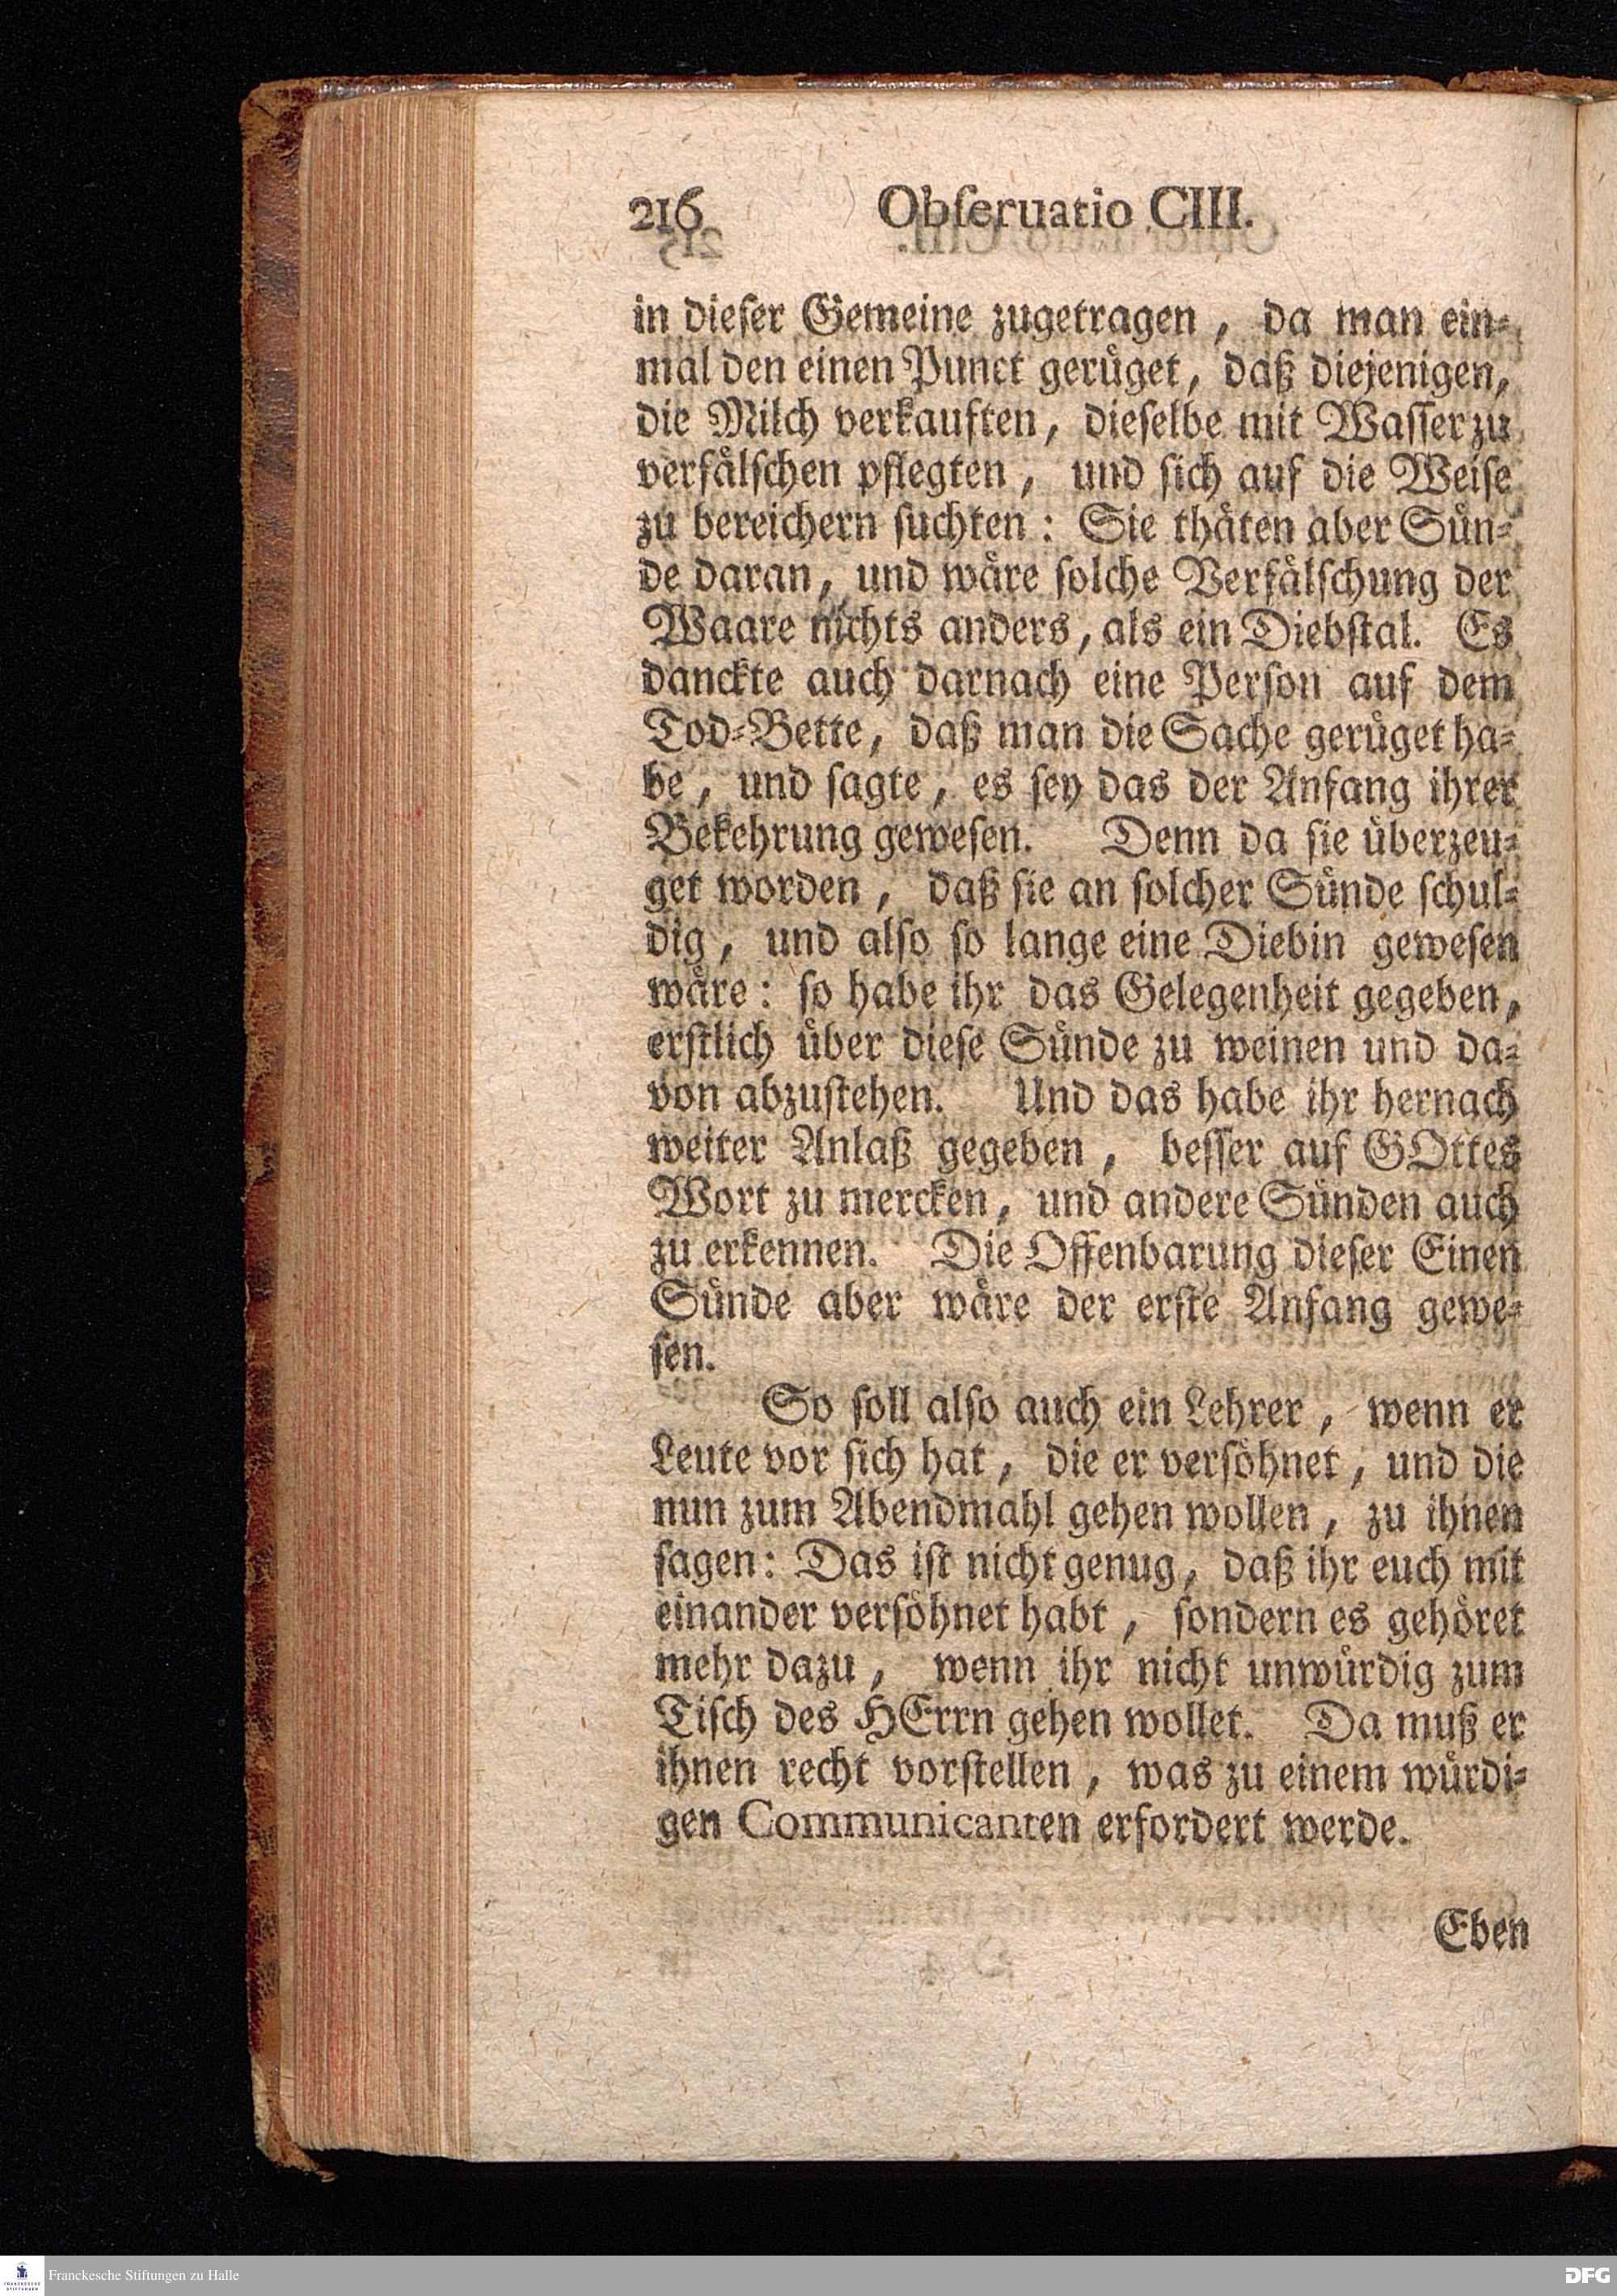 216 Obſeruatio CIII.
in dieſer Gemeine zugetragen, da man ein⸗
mal den einen Punct gerüget, daß diejenigen,
die Milch verkauften, dieſelbe mit Waſſer zu
verfälſchen pflegten, und ſich auf die Weiſe
zu bereichern ſuchten: Sie thäten aber Sün⸗
de daran, und wäre ſolche Verfälſchung der
Waare nichts anders, als ein Diebſtal. Es
danckte auch darnach eine Perſon auf dem
Tod⸗Bette, daß man die Sache gerüget ha⸗
be, und ſagte, es ſey das der Anfang ihrer
Bekehrung geweſen. Denn da ſie überzeu⸗
get worden, daß ſie an ſolcher Sünde ſchul⸗
dig, und alſo ſo lange eine Diebin geweſen
wäre: ſo habe ihr das Gelegenheit gegeben,
erſtlich über dieſe Sünde zu weinen und da⸗
von abzuſtehen. Und das habe ihr hernach
weiter Anlaß gegeben, beſſer auf GOttes
Wort zu mercken, und andere Sünden auch
zu erkennen. Die Offenbarung dieſer Einen
Sünde aber wäre der erſte Anfang gewe⸗
ſen.
So ſoll alſo auch ein Lehrer, wenn er
Leute vor ſich hat, die er verſöhnet, und die
nun zum Abendmahl gehen wollen, zu ihnen
ſagen: Das iſt nicht genug, daß ihr euch mit
einander verſöhnet habt, ſondern es gehöret
mehr dazu, wenn ihr nicht unwürdig zum
Tiſch des HErrn gehen wollet. Da muß er
ihnen recht vorſtellen, was zu einem würdi⸗
gen Communicanten erfordert werde.
Eben
Franckesche Stiftungen zu Halle
DFG